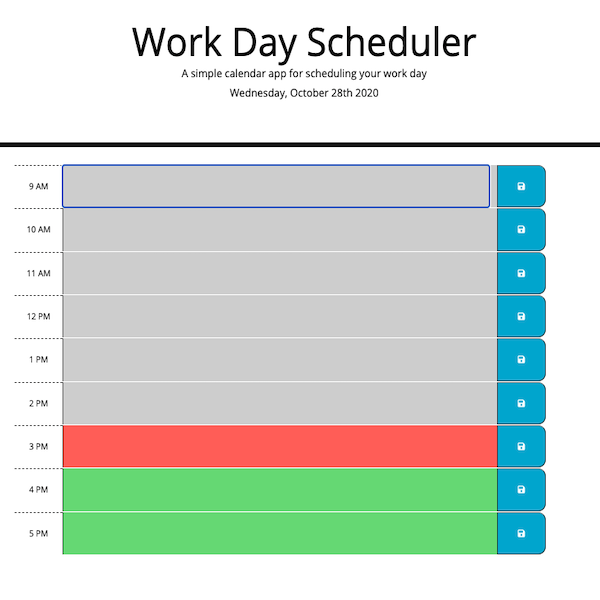 Work Day Scheduler
A simple calendar app for scheduling your work day
Wednesday, October 28th 2020
9 AM
10 AM
11 AM
12 PM
1 PM
2 PM
3 PM
4 PM
5 PM